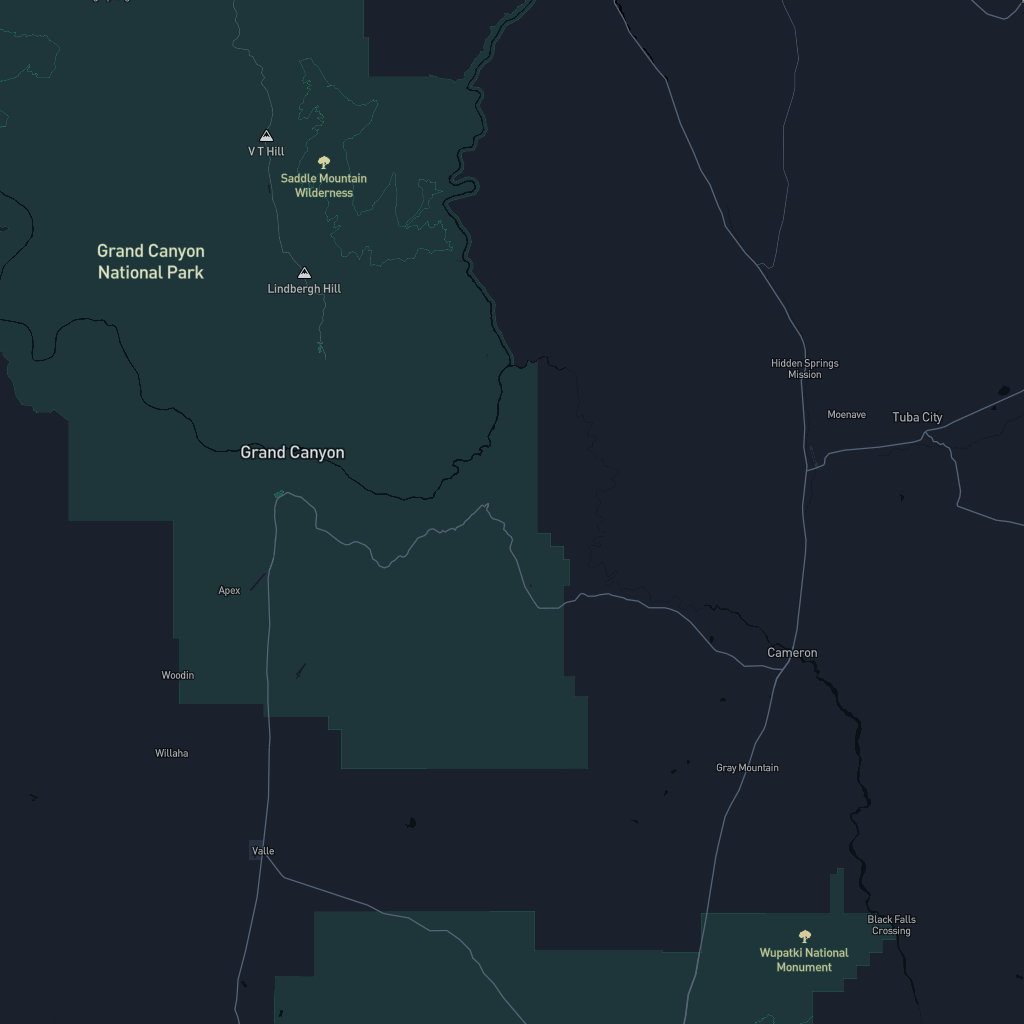 V T Hill
Saddle Mountain
Wilderness
Grand Canyon
National Park
Lindbergh Hill
Hidden Springs
Mission
Moenave
Tuba City
Grand Canyon
Apex
Cameron
Woodin
Willaha
Gray Mountain
Valle
Black Falls
Crossing
Wupatki National
Monument